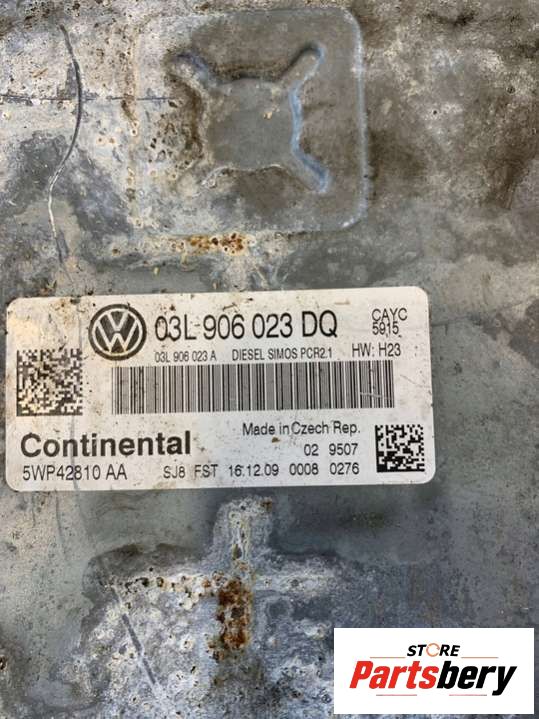 03L 906 023 DQ
CAYC
5915
03L 906 023 A DIESEL SIMOS PCR2.1 HW: H23
Continental
Made in Czech Rep.
02 9507
5WP42810 AA SJ8 FST 16.12.09 0008 0276
STORE
Partsbery